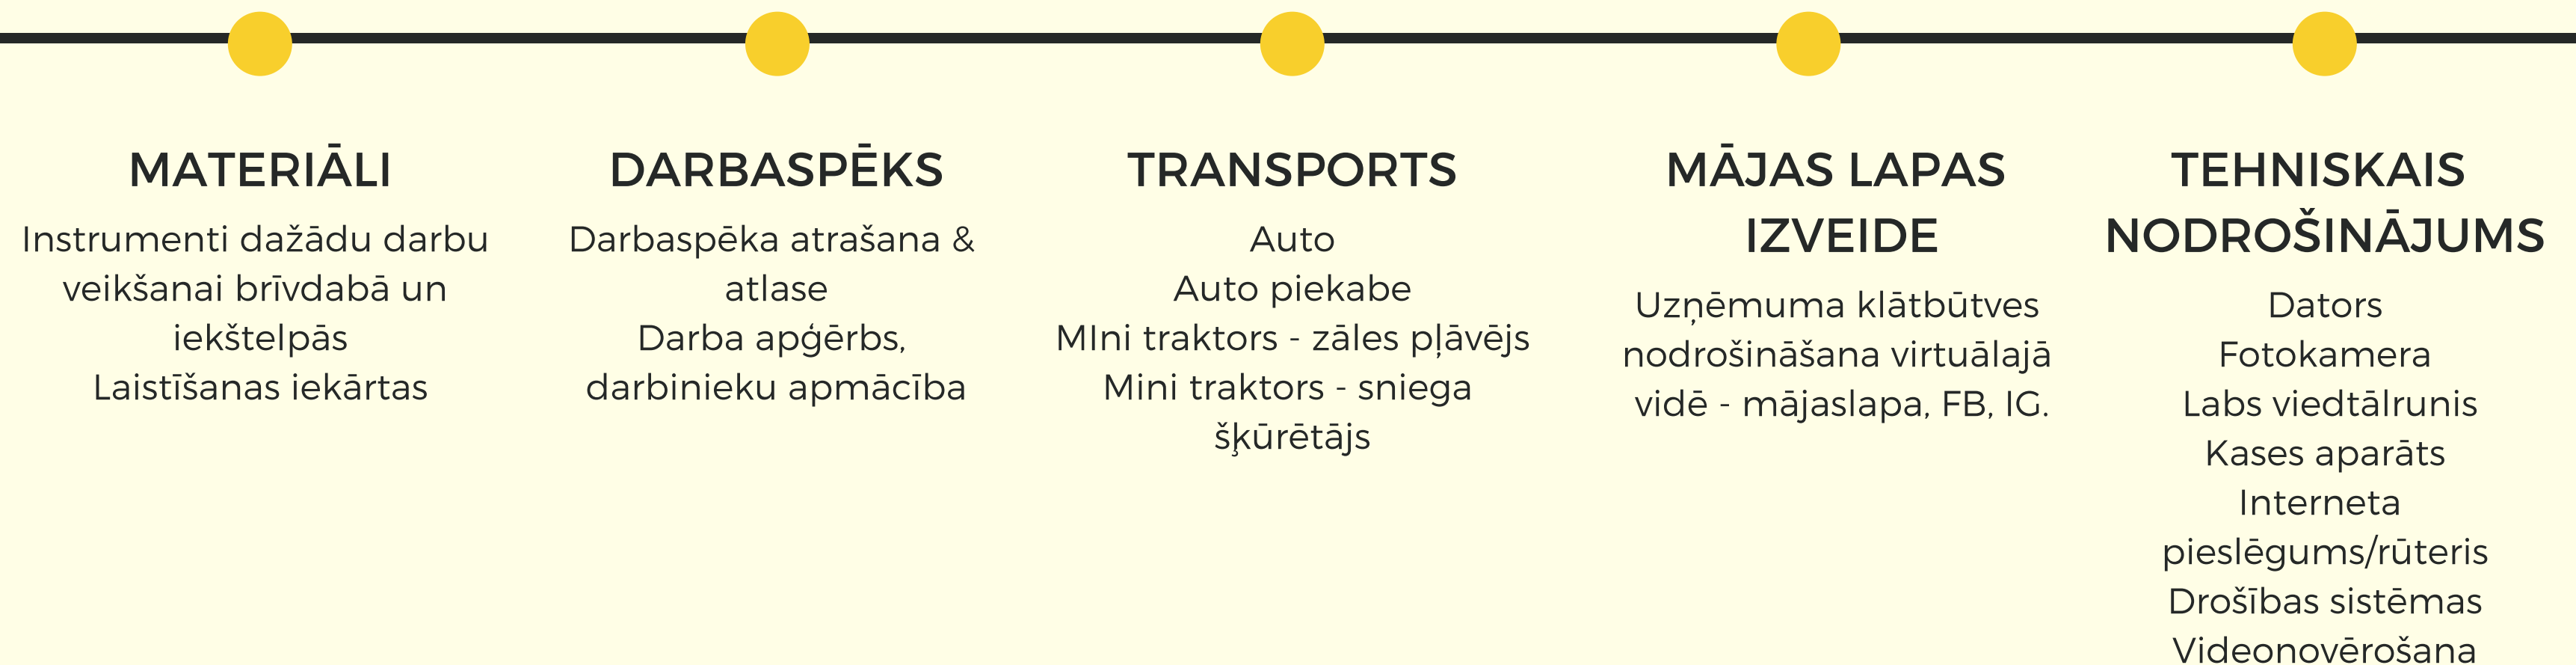 MATERIĀLI
Instrumenti dažādu darbu
veikšanai brīvdabā un
iekštelpās
Laistīšanas iekārtas
DARBASPĒKS
Darbaspēka atrašana &
atlase
Darba apģērbs,
darbinieku apmācība
TRANSPORTS
Auto
Auto piekabe
MIni traktors - zāles pļāvējs
Mini traktors - sniega
šķūrētājs
MĀJAS LAPAS
IZVEIDE
Uzņēmuma klātbūtves
nodrošināšana virtuālajā
vidē - mājaslapa, FB, IG.
TEHNISKAIS
NODROŠINĀJUMS
Dators
Fotokamera
Labs viedtālrunis
Kases aparāts
Interneta
pieslēgums/rūteris
Drošības sistēmas
Videonovērošana